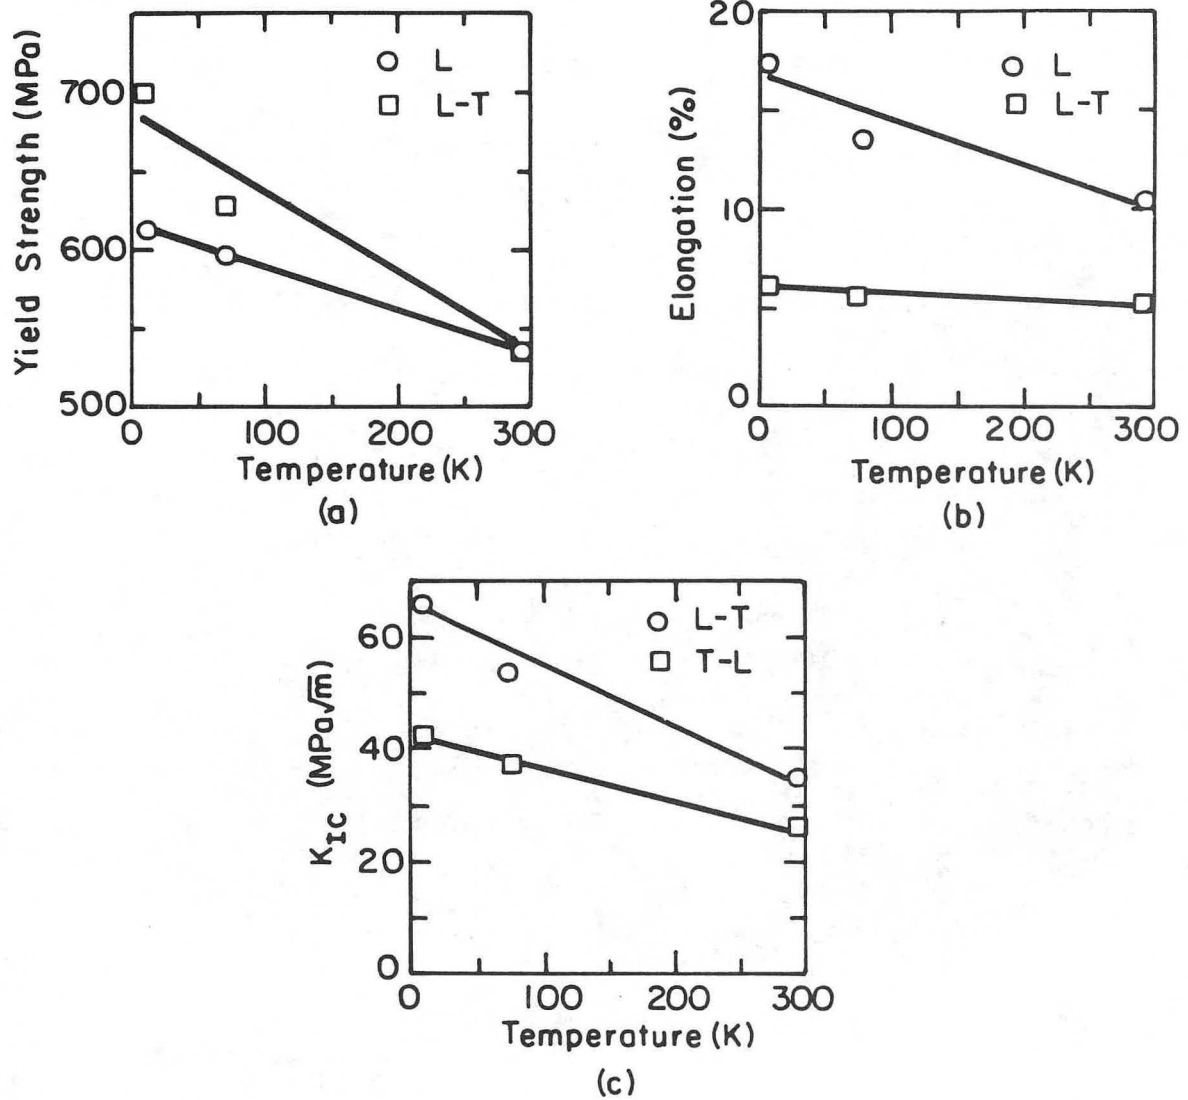 Yield Strength (MPa)
700
600
500
○ L
□ L-T
0 100 200 300
Temperature (K)
(a)
Elongation (%)
20
10
0
○ L
□ L-T
0 100 200 300
Temperature (K)
(b)
K_IC (MPa√m)
60
40
20
0
○ L-T
□ T-L
0 100 200 300
Temperature (K)
(c)